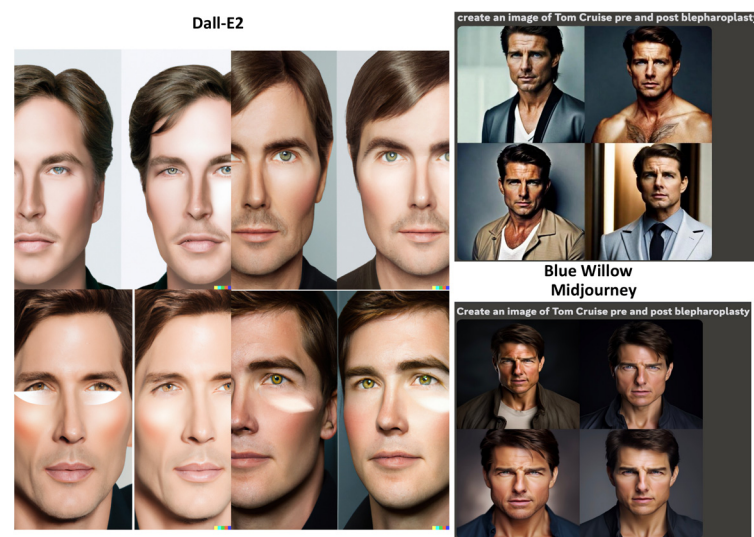 Dall-E2
create an image of Tom Cruise pre and post blepharoplasty
Blue Willow
Midjourney
Create an image of Tom Cruise pre and post blepharoplasty